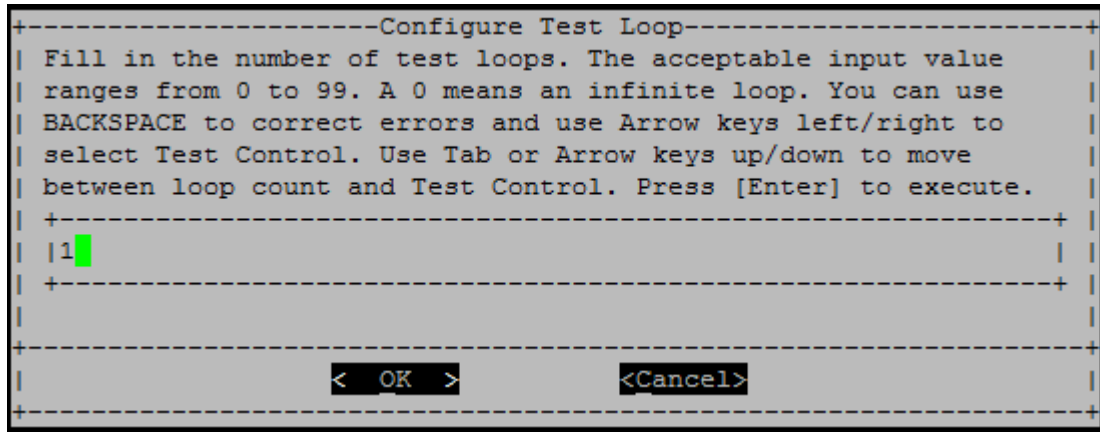 Configure Test Loop
Fill in the number of test loops. The acceptable input value
ranges from 0 to 99. A 0 means an infinite loop. You can use
BACKSPACE to correct errors and use Arrow keys left/right to
select Test Control. Use Tab or Arrow keys up/down to move
between loop count and Test Control. Press [Enter] to execute.
1
< OK > <Cancel>